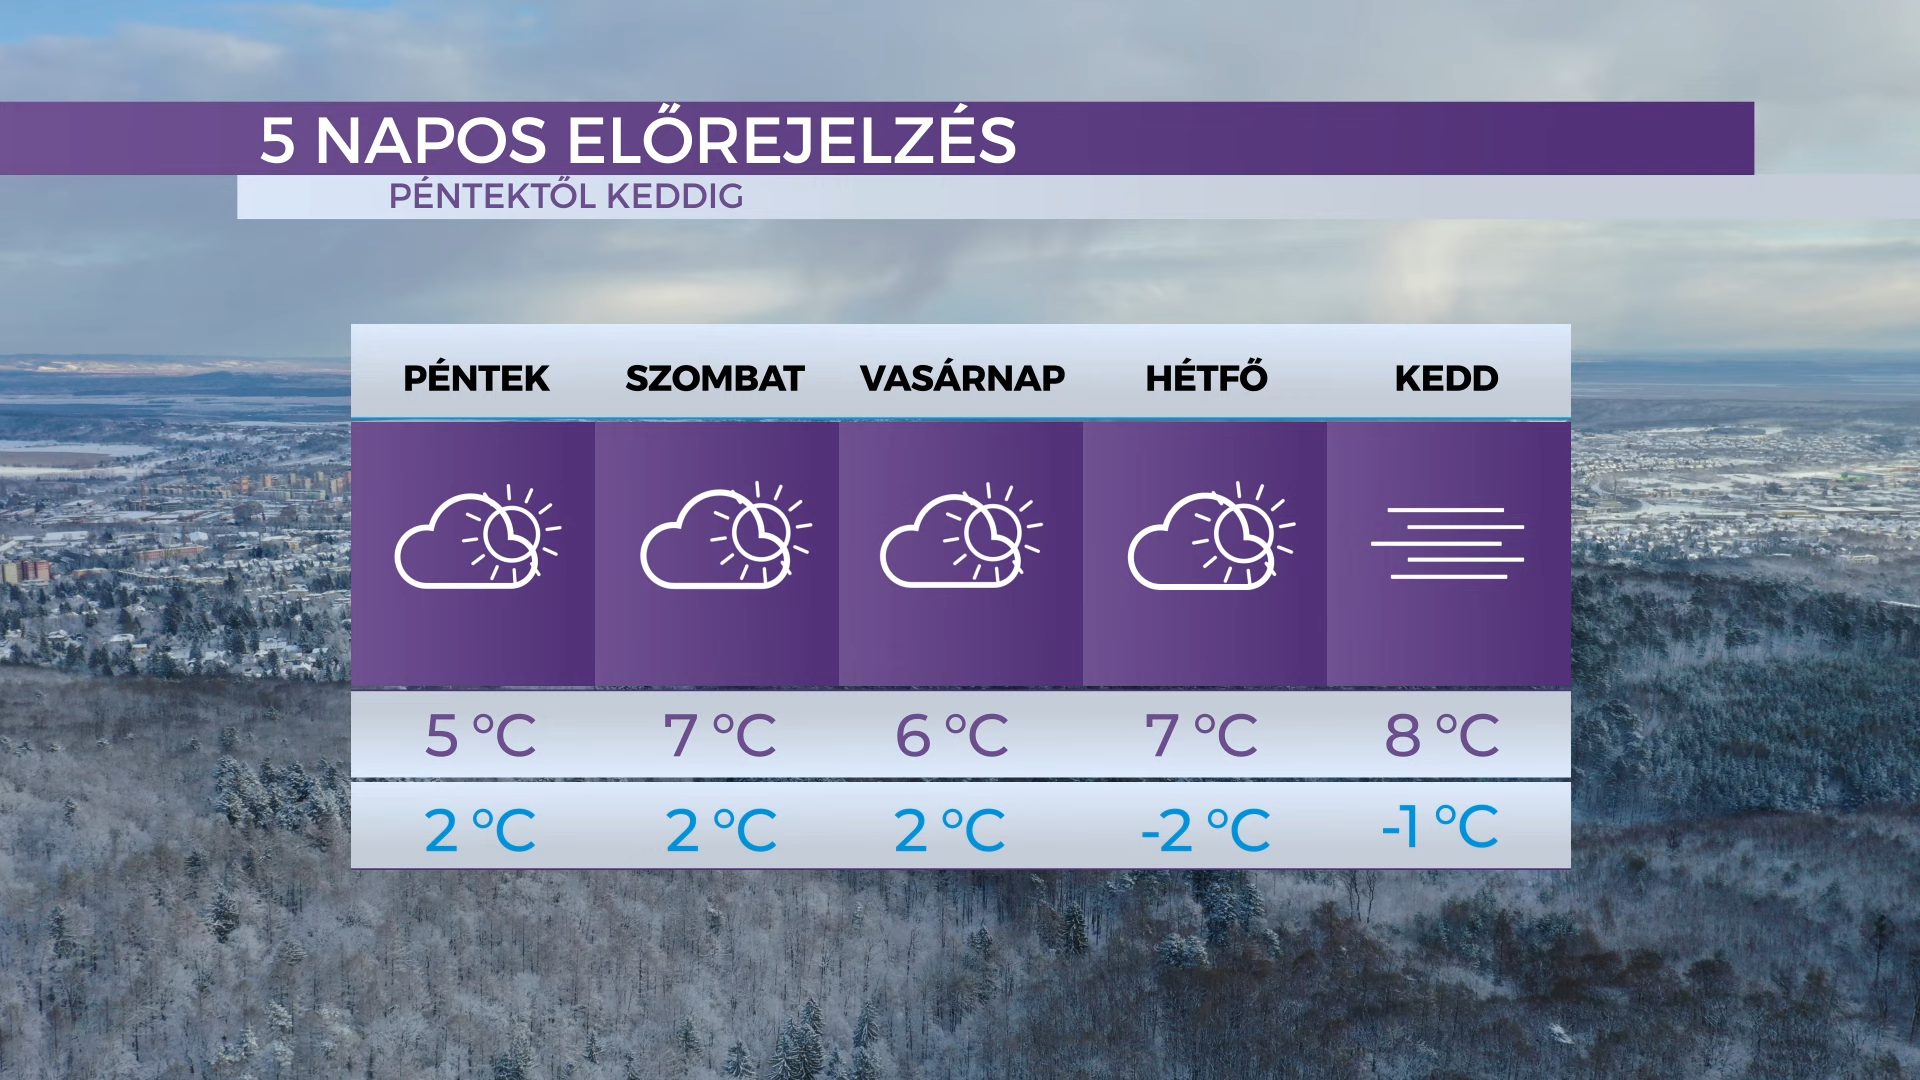 5 NAPOS ELŐREJELZÉS
PÉNTEKTŐL KEDDIG
PÉNTEK SZOMBAT VASÁRNAP HÉTFŐ KEDD
5 °C 7 °C 6 °C 7 °C 8 °C
2 °C 2 °C 2 °C -2 °C -1 °C